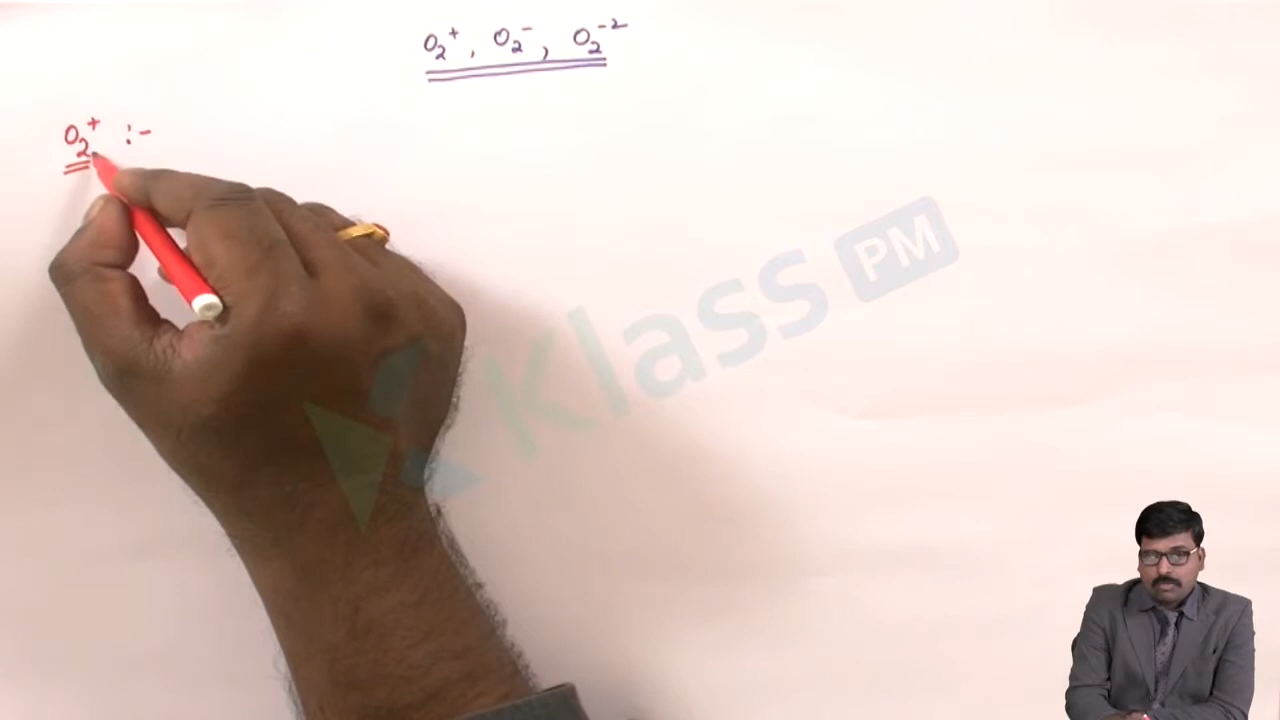 O₂⁺, O₂⁻, O₂⁻²
O₂⁺ :-
Klass PM